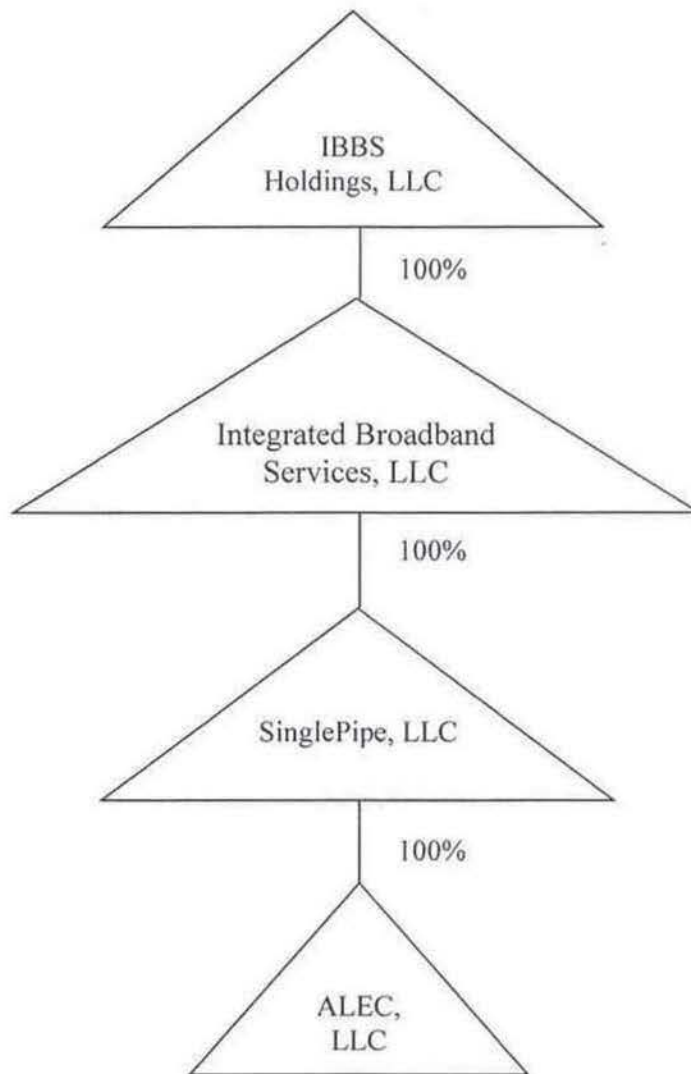 IBBS
Holdings, LLC
100%
Integrated Broadband
Services, LLC
100%
SinglePipe, LLC
100%
ALEC,
LLC